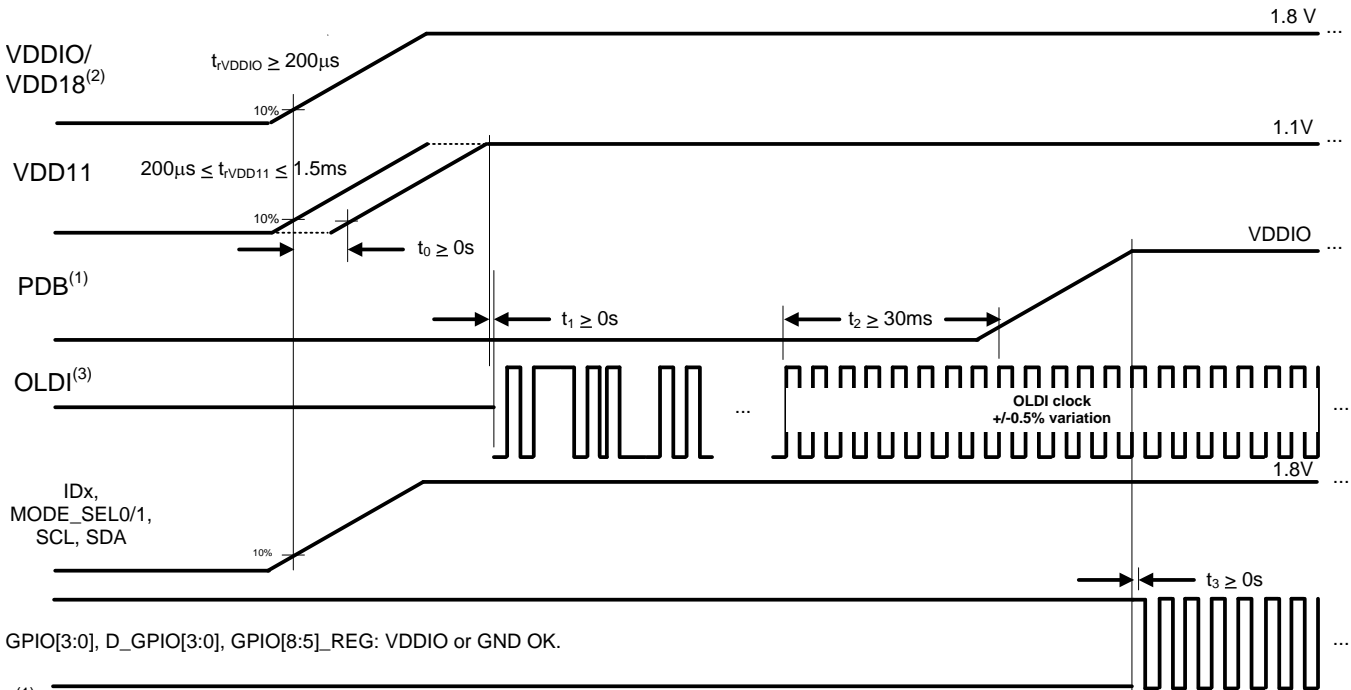 1.8 V
...
VDDIO/
VDD18(2)
trVDDIO ≥ 200μs
10%
1.1V
...
VDD11
200μs ≤ trVDD11 ≤ 1.5ms
10%
t0 ≥ 0s
VDDIO
...
PDB(1)
t1 ≥ 0s
t2 ≥ 30ms
OLDI(3)
...
OLDI clock
+/-0.5% variation
...
1.8V
...
IDx,
MODE_SEL0/1,
SCL, SDA
10%
t3 ≥ 0s
GPIO[3:0], D_GPIO[3:0], GPIO[8:5]_REG: VDDIO or GND OK.
...